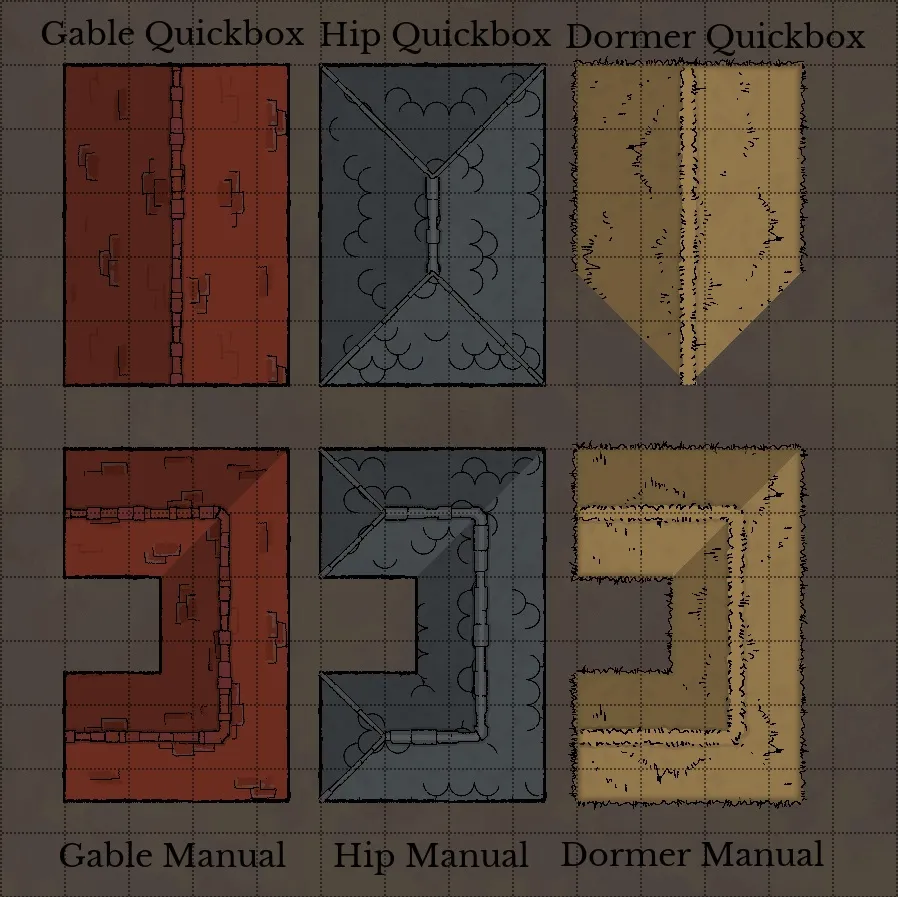 Gable Quickbox
Hip Quickbox
Dormer Quickbox
Gable Manual
Hip Manual
Dormer Manual